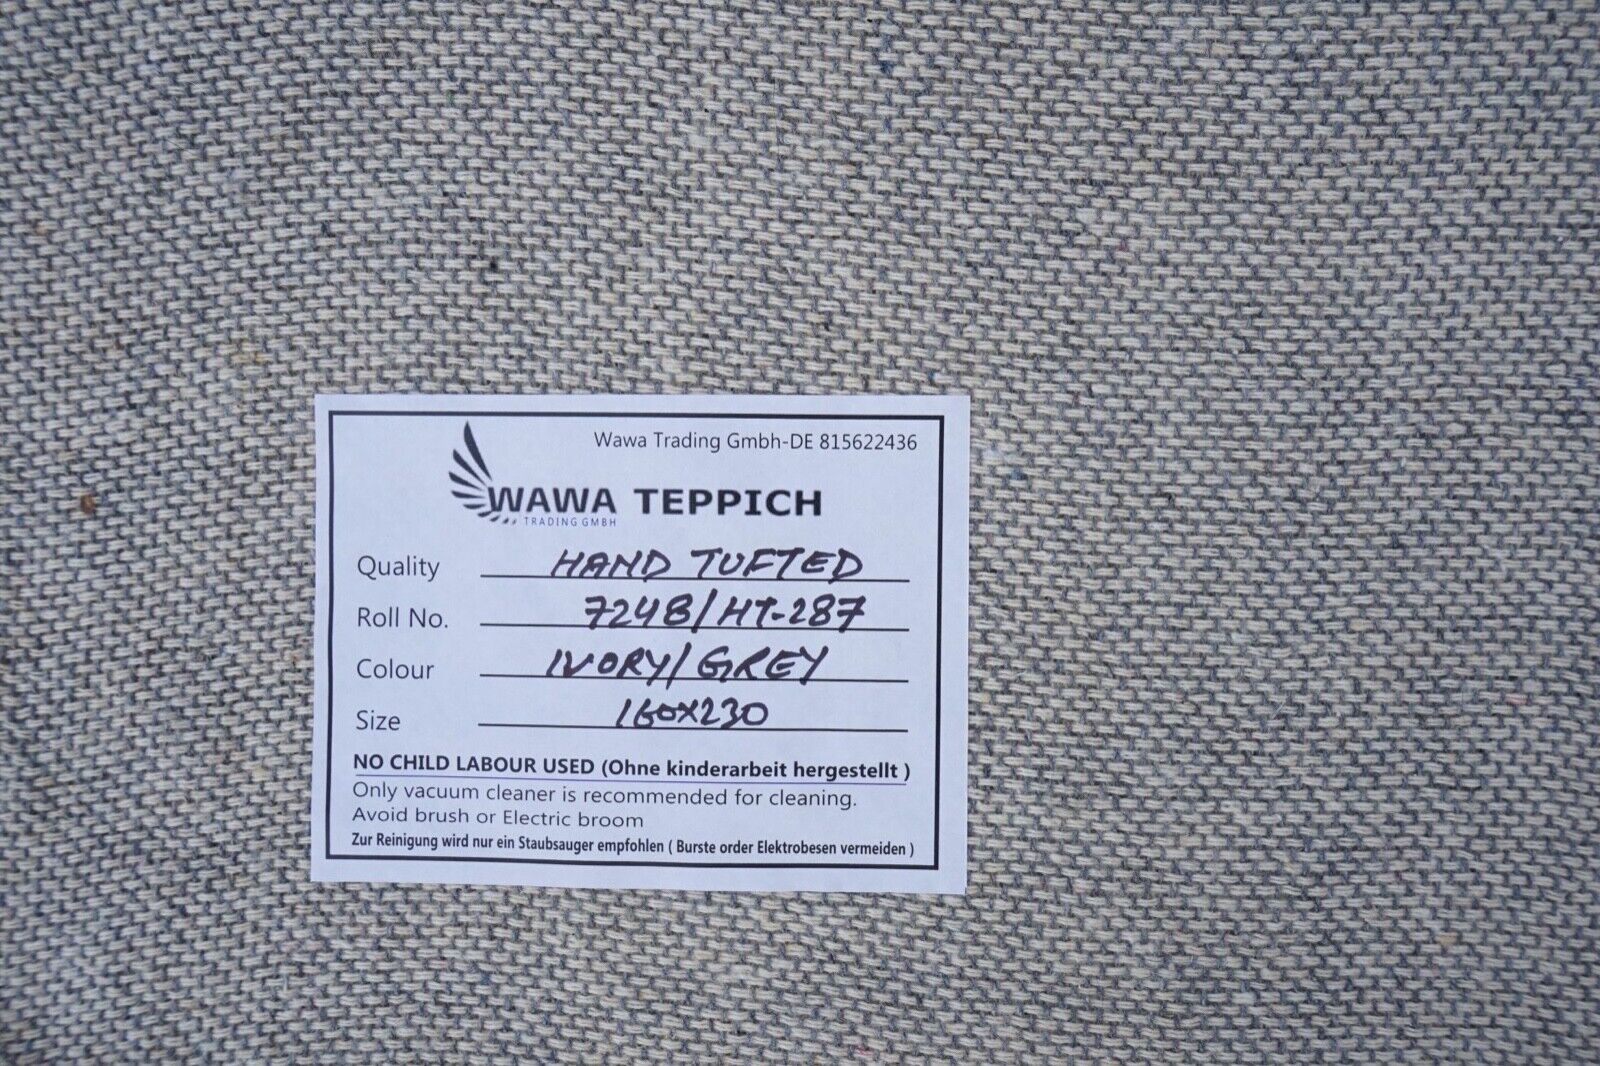 Wawa Trading Gmbh-DE 815622436
WAWA TEPPICH
TRADING GMBH
Quality HAND TUFTED
Roll No. 7248/HT-287
Colour IVORY/GREY
Size 160X230
NO CHILD LABOUR USED (Ohne kinderarbeit hergestellt )
Only vacuum cleaner is recommended for cleaning.
Avoid brush or Electric broom
Zur Reinigung wird nur ein Staubsauger empfohlen ( Burste order Elektrobesen vermeiden )